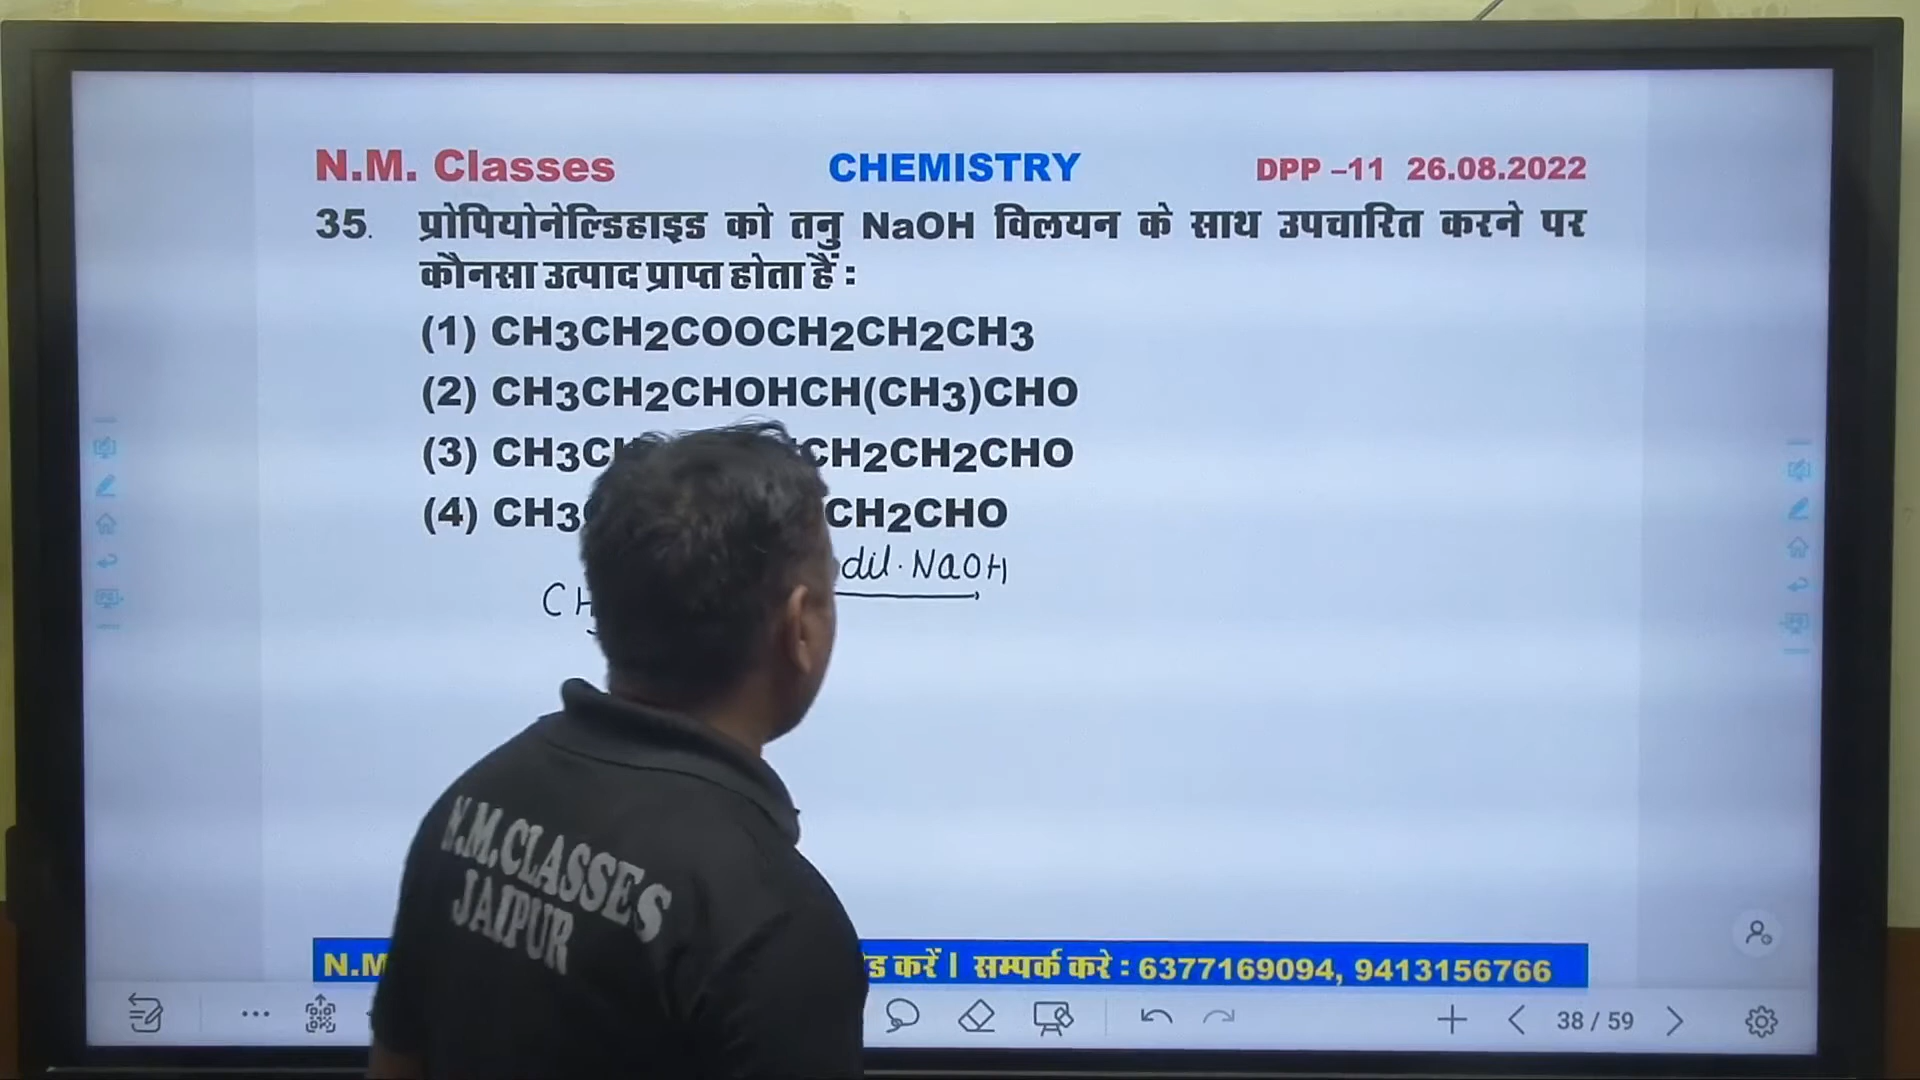 N.M. Classes CHEMISTRY DPP –11 26.08.2022
35. प्रोपियोनेल्डिहाइड को तनु NaOH विलयन के साथ उपचारित करने पर
कौनसा उत्पाद प्राप्त होता हैं :
(1) CH3CH2COOCH2CH2CH3
(2) CH3CH2CHOHCH(CH3)CHO
(3) CH3C CH2CH2CHO
(4) CH3 CH2CHO
dil. NaOH
CH
N.M.CLASSES
JAIPUR
N.M करें। सम्पर्क करे : 6377169094, 9413156766
38 / 59